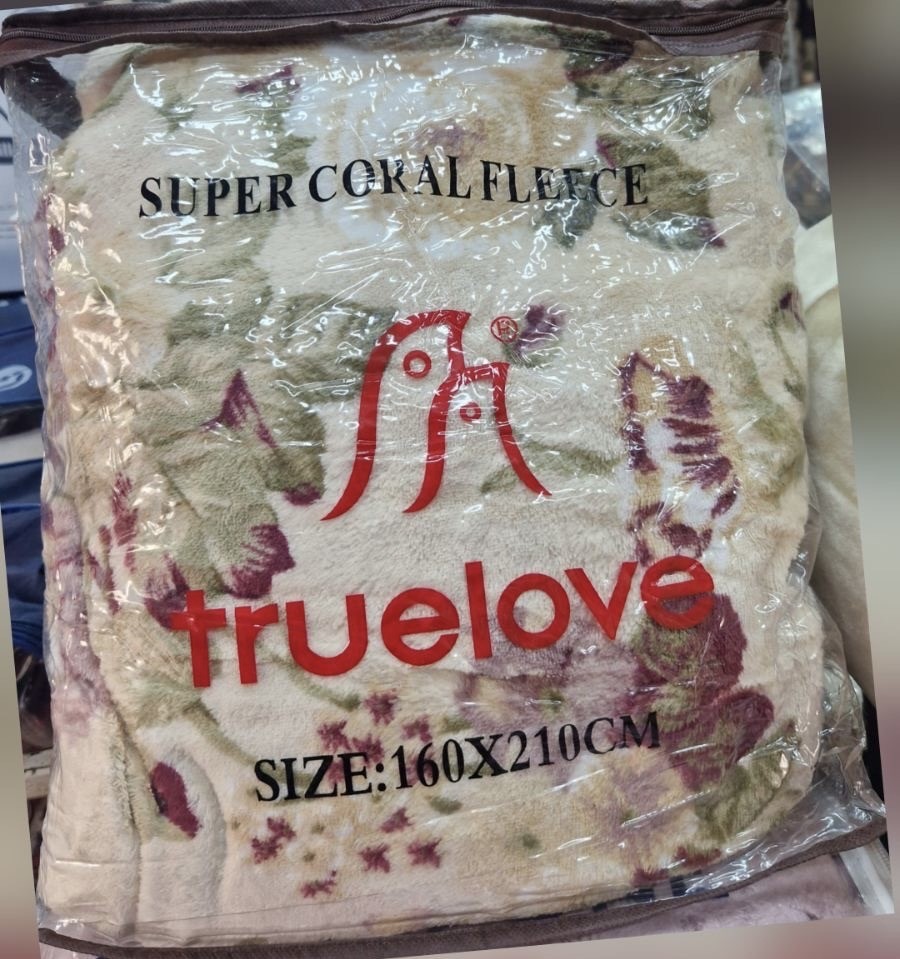 SUPER CORAL FLEECE
®
truelove
SIZE:160X210CM